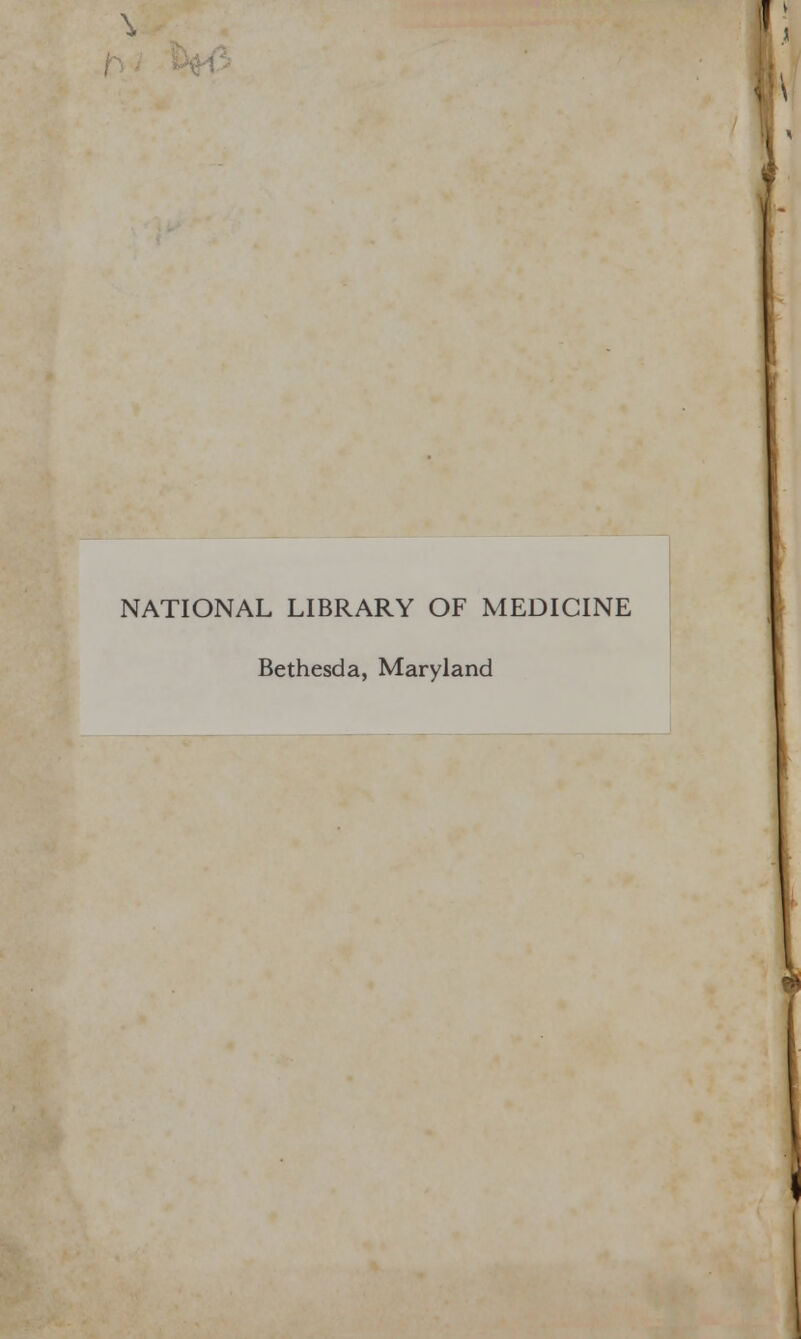 NATIONAL LIBRARY OF MEDICINE
Bethesda, Maryland